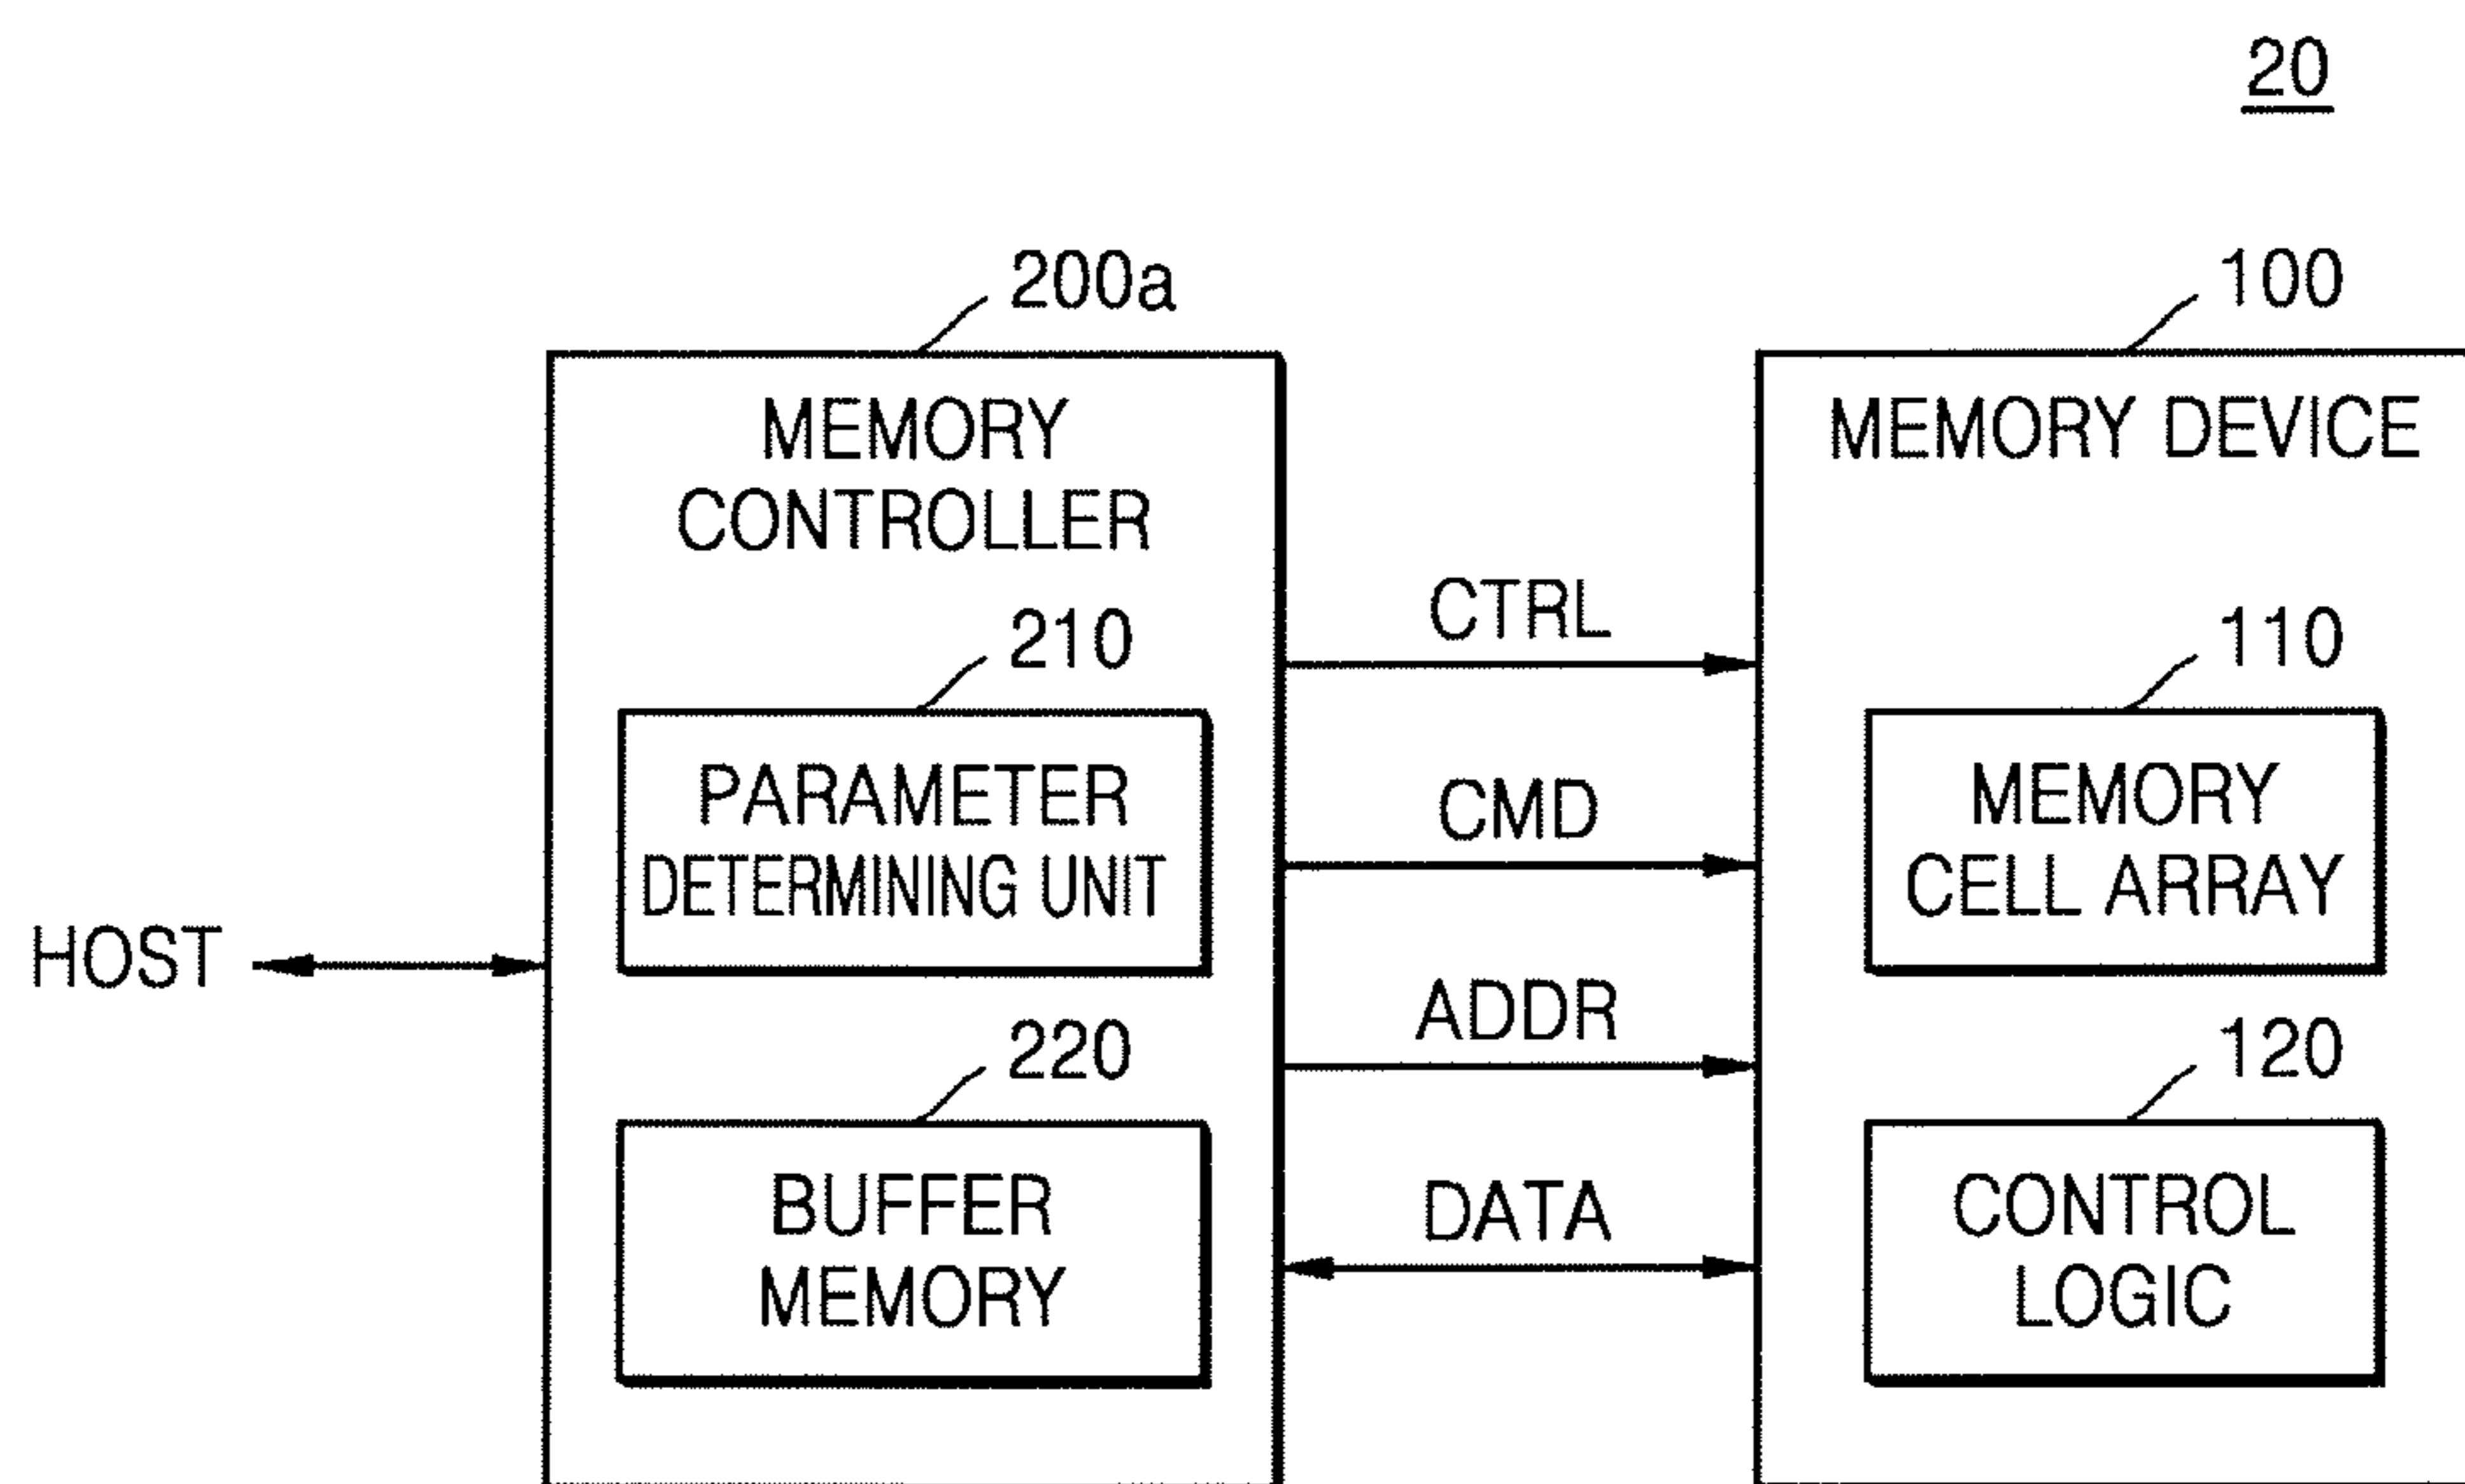 20
200a
100
MEMORY
CONTROLLER
MEMORY DEVICE
CTRL
210
110
PARAMETER
DETERMINING UNIT
CMD
MEMORY
CELL ARRAY
HOST
ADDR
220
120
BUFFER
MEMORY
DATA
CONTROL
LOGIC